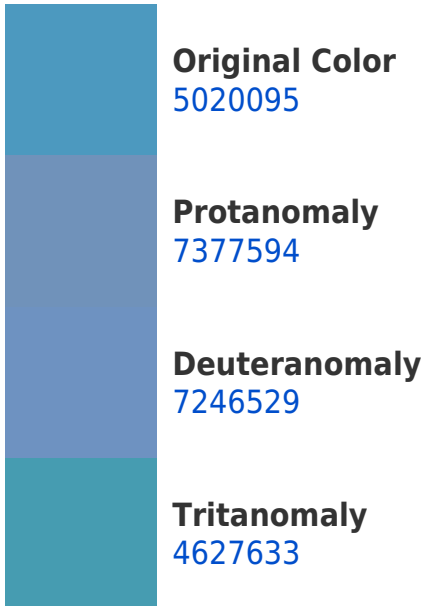 Original Color
5020095
Protanomaly
7377594
Deuteranomaly
7246529
Tritanomaly
4627633